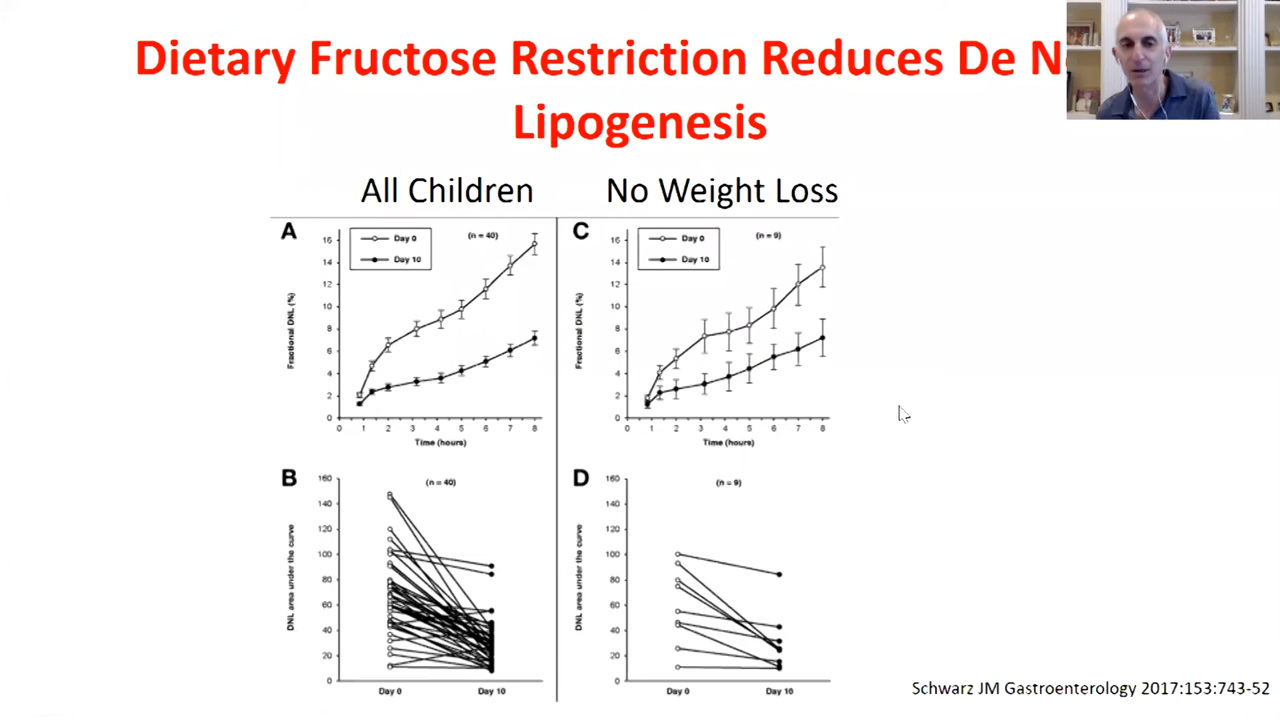 Dietary Fructose Restriction Reduces De N
Lipogenesis
All Children
No Weight Loss
A
Day 0
Day 10
(n = 40)
Fractional DNL (%)
16
14
12
10
8
6
4
2
0
0 1 2 3 4 5 6 7 8
Time (hours)
C
Day 0
Day 10
(n = 9)
Fractional DNL (%)
16
14
12
10
8
6
4
2
0
0 1 2 3 4 5 6 7 8
Time (hours)
B
(n = 40)
DNL area under the curve
160
140
120
100
80
60
40
20
0
Day 0 Day 10
D
(n = 9)
DNL area under the curve
160
140
120
100
80
60
40
20
0
Day 0 Day 10
Schwarz JM Gastroenterology 2017:153:743-52